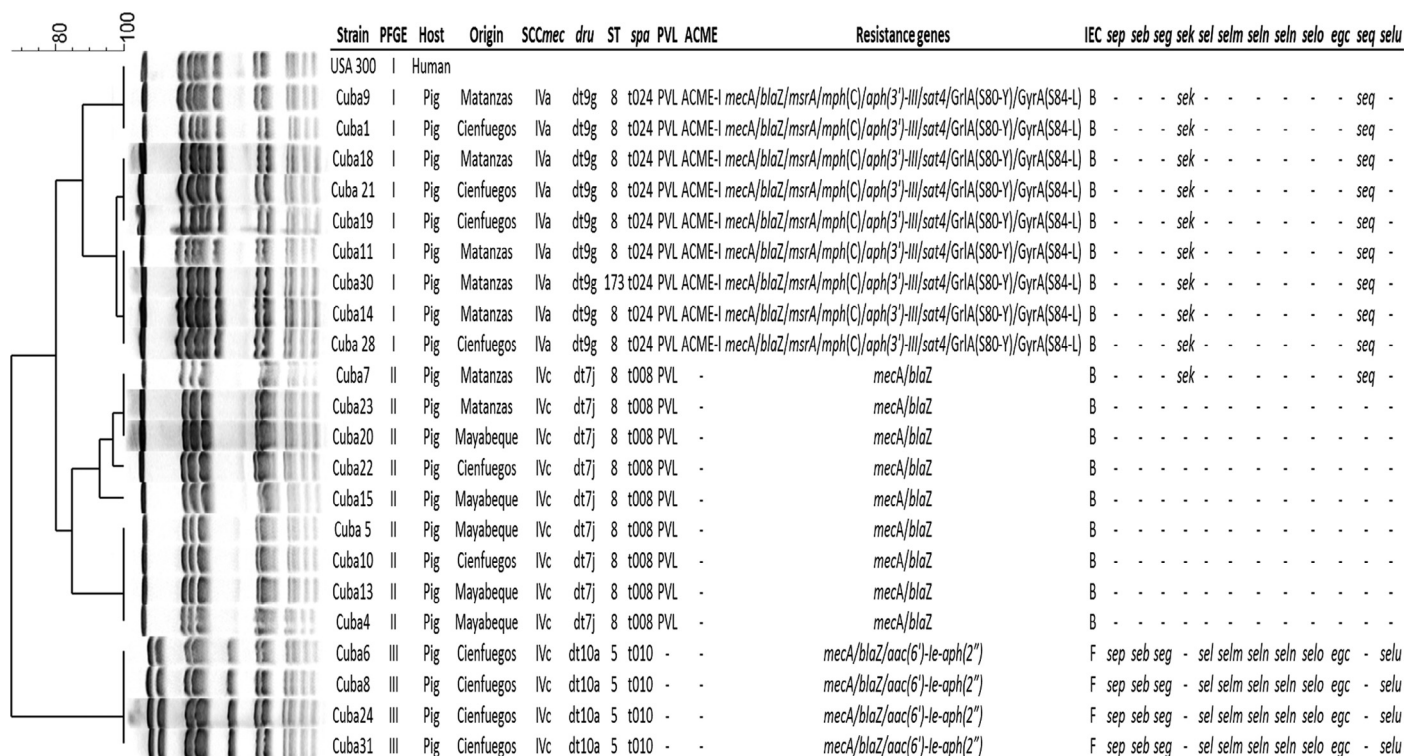 80 100
Strain PFGE Host Origin SCCmec dru ST spa PVL ACME Resistance genes IEC sep seb seg sek sel selm seln seln selo egc seq selu
USA 300 I Human
Cuba9 I Pig Matanzas IVa dt9g 8 t024 PVL ACME-I mecA/blaZ/msrA/mph(C)/aph(3')-III/sat4/GrlA(S80-Y)/GyrA(S84-L) B - - - sek - - - - - - seq -
Cuba1 I Pig Cienfuegos IVa dt9g 8 t024 PVL ACME-I mecA/blaZ/msrA/mph(C)/aph(3')-III/sat4/GrlA(S80-Y)/GyrA(S84-L) B - - - sek - - - - - - seq -
Cuba18 I Pig Matanzas IVa dt9g 8 t024 PVL ACME-I mecA/blaZ/msrA/mph(C)/aph(3')-III/sat4/GrlA(S80-Y)/GyrA(S84-L) B - - - sek - - - - - - seq -
Cuba 21 I Pig Cienfuegos IVa dt9g 8 t024 PVL ACME-I mecA/blaZ/msrA/mph(C)/aph(3')-III/sat4/GrlA(S80-Y)/GyrA(S84-L) B - - - sek - - - - - - seq -
Cuba19 I Pig Cienfuegos IVa dt9g 8 t024 PVL ACME-I mecA/blaZ/msrA/mph(C)/aph(3')-III/sat4/GrlA(S80-Y)/GyrA(S84-L) B - - - sek - - - - - - seq -
Cuba11 I Pig Matanzas IVa dt9g 8 t024 PVL ACME-I mecA/blaZ/msrA/mph(C)/aph(3')-III/sat4/GrlA(S80-Y)/GyrA(S84-L) B - - - sek - - - - - - seq -
Cuba30 I Pig Matanzas IVa dt9g 173 t024 PVL ACME-I mecA/blaZ/msrA/mph(C)/aph(3')-III/sat4/GrlA(S80-Y)/GyrA(S84-L) B - - - sek - - - - - - seq -
Cuba14 I Pig Matanzas IVa dt9g 8 t024 PVL ACME-I mecA/blaZ/msrA/mph(C)/aph(3')-III/sat4/GrlA(S80-Y)/GyrA(S84-L) B - - - sek - - - - - - seq -
Cuba 28 I Pig Cienfuegos IVa dt9g 8 t024 PVL ACME-I mecA/blaZ/msrA/mph(C)/aph(3')-III/sat4/GrlA(S80-Y)/GyrA(S84-L) B - - - sek - - - - - - seq -
Cuba7 II Pig Matanzas IVc dt7j 8 t008 PVL - mecA/blaZ B - - - sek - - - - - - seq -
Cuba23 II Pig Matanzas IVc dt7j 8 t008 PVL - mecA/blaZ B - - - - - - - - - - - -
Cuba20 II Pig Mayabeque IVc dt7j 8 t008 PVL - mecA/blaZ B - - - - - - - - - - - -
Cuba22 II Pig Cienfuegos IVc dt7j 8 t008 PVL - mecA/blaZ B - - - - - - - - - - - -
Cuba15 II Pig Mayabeque IVc dt7j 8 t008 PVL - mecA/blaZ B - - - - - - - - - - - -
Cuba 5 II Pig Mayabeque IVc dt7j 8 t008 PVL - mecA/blaZ B - - - - - - - - - - - -
Cuba10 II Pig Cienfuegos IVc dt7j 8 t008 PVL - mecA/blaZ B - - - - - - - - - - - -
Cuba13 II Pig Mayabeque IVc dt7j 8 t008 PVL - mecA/blaZ B - - - - - - - - - - - -
Cuba4 II Pig Mayabeque IVc dt7j 8 t008 PVL - mecA/blaZ B - - - - - - - - - - - -
Cuba6 III Pig Cienfuegos IVc dt10a 5 t010 - - mecA/blaZ/aac(6')-Ie-aph(2'') F sep seb seg - sel selm seln seln selo egc - selu
Cuba8 III Pig Cienfuegos IVc dt10a 5 t010 - - mecA/blaZ/aac(6')-Ie-aph(2'') F sep seb seg - sel selm seln seln selo egc - selu
Cuba24 III Pig Cienfuegos IVc dt10a 5 t010 - - mecA/blaZ/aac(6')-Ie-aph(2'') F sep seb seg - sel selm seln seln selo egc - selu
Cuba31 III Pig Cienfuegos IVc dt10a 5 t010 - - mecA/blaZ/aac(6')-Ie-aph(2'') F sep seb seg - sel selm seln seln selo egc - selu